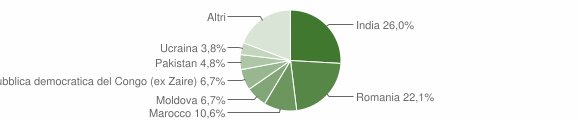 Altri
India 26,0%
Ucraina 3,8%
Pakistan 4,8%
democratica del Congo (ex Zaire) 6,7%
Moldova 6,7%
Romania 22,1%
Marocco 10,6%